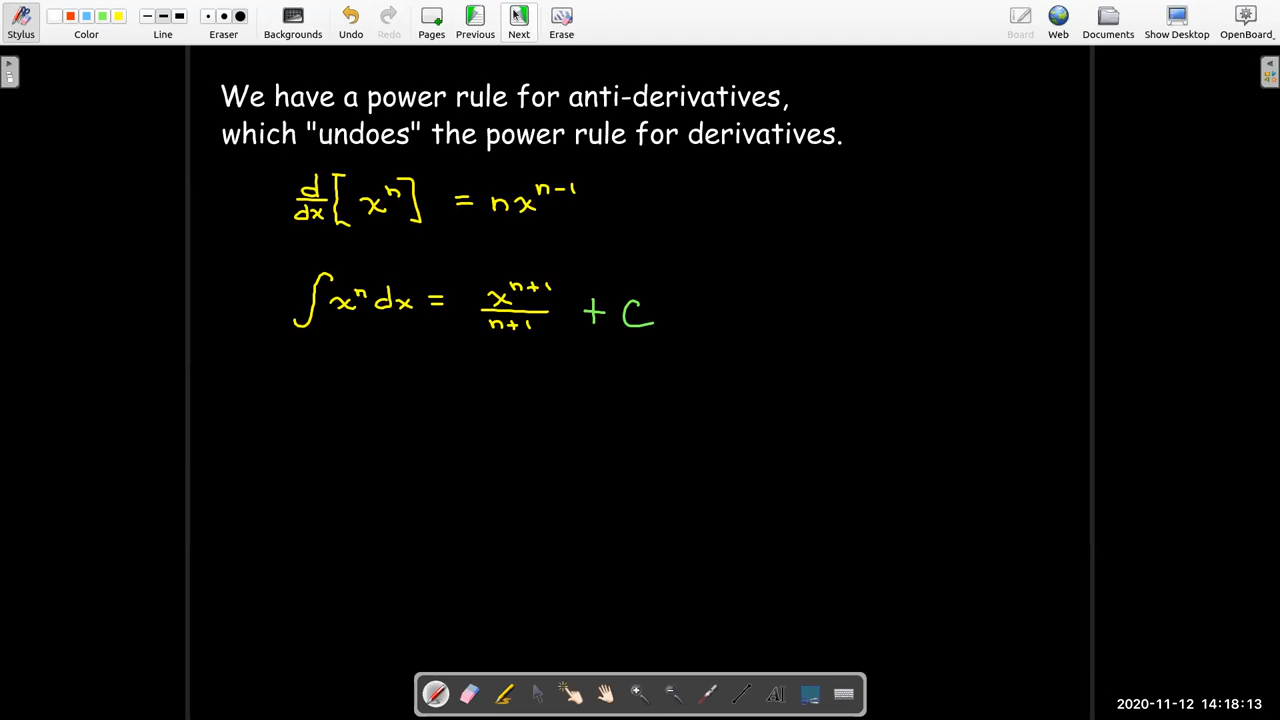 Stylus Color Line Eraser Backgrounds Undo Redo Pages Previous Next Erase Board Web Documents Show Desktop OpenBoard
We have a power rule for anti-derivatives,
which "undoes" the power rule for derivatives.
d/dx [ xⁿ ] = nxⁿ⁻¹
∫ xⁿ dx = xⁿ⁺¹/(n+1) + C
AI
2020-11-12 14:18:13